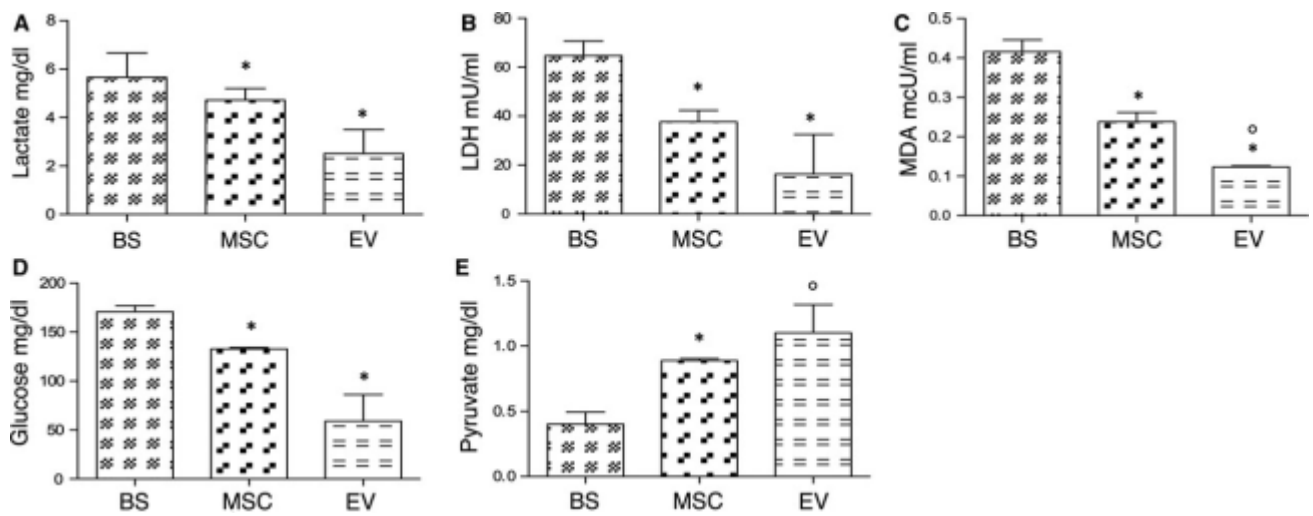 A
Lactate mg/dl
8
6
4
2
0
*
*
BS MSC EV
B
LDH mU/ml
80
60
40
20
0
*
*
BS MSC EV
C
MDA mcU/ml
0.5
0.4
0.3
0.2
0.1
0.0
*
°
*
BS MSC EV
D
Glucose mg/dl
200
150
100
50
0
*
*
BS MSC EV
E
Pyruvate mg/dl
1.5
1.0
0.5
0.0
*
°
BS MSC EV